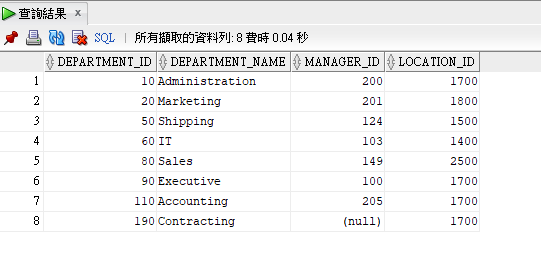 查詢結果 x
SQL | 所有擷取的資料列: 8 費時 0.04 秒
DEPARTMENT_ID DEPARTMENT_NAME MANAGER_ID LOCATION_ID
1 10 Administration 200 1700
2 20 Marketing 201 1800
3 50 Shipping 124 1500
4 60 IT 103 1400
5 80 Sales 149 2500
6 90 Executive 100 1700
7 110 Accounting 205 1700
8 190 Contracting (null) 1700